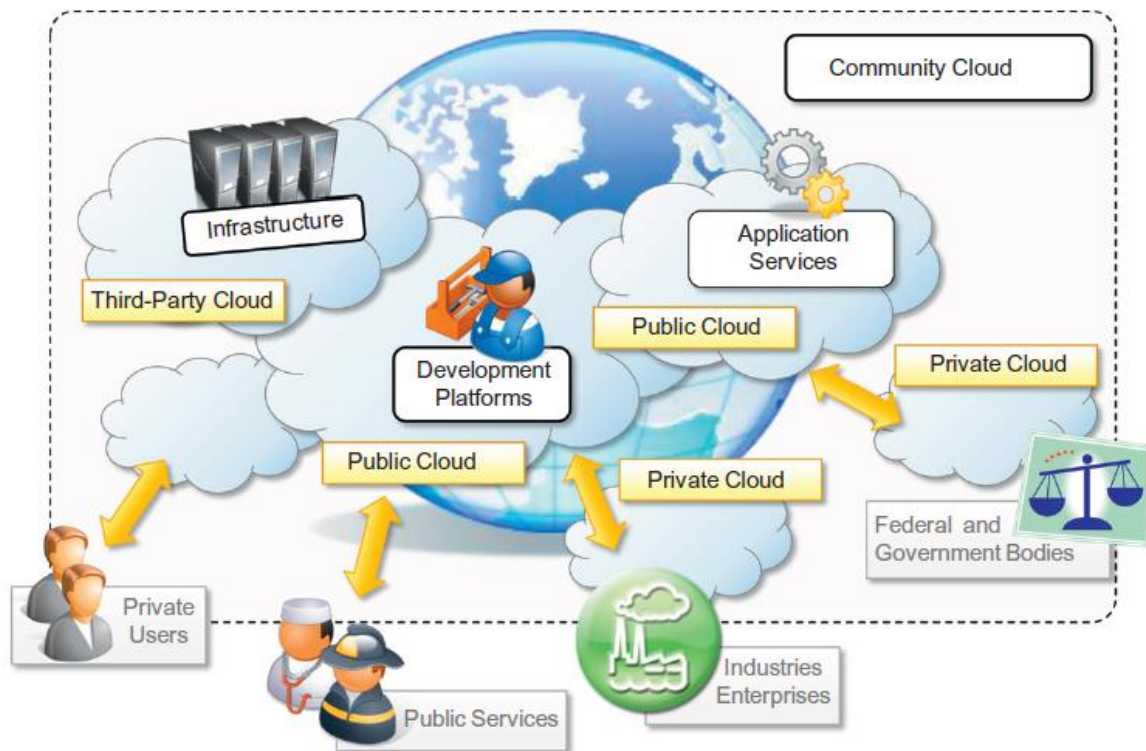 Community Cloud
Infrastructure
Application
Services
Third-Party Cloud
Public Cloud
Development
Platforms
Private Cloud
Public Cloud
Private Cloud
Federal and
Government Bodies
Private
Users
Industries
Enterprises
Public Services